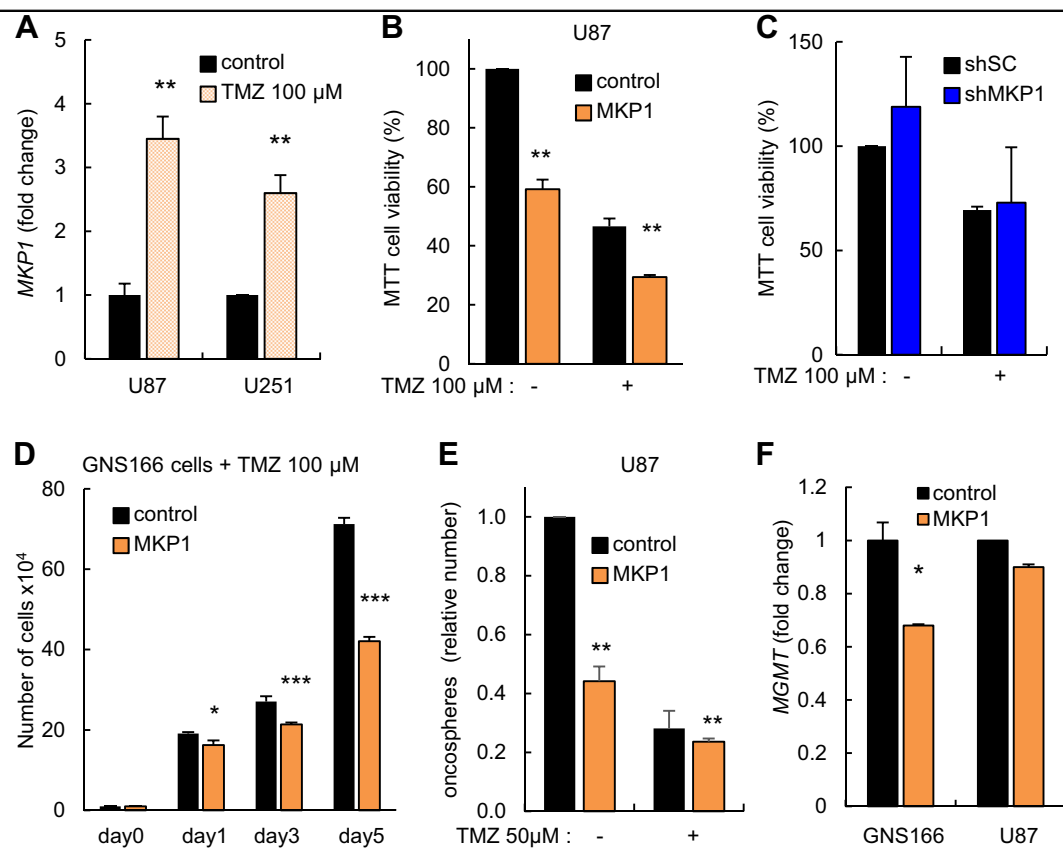 A
5
4
3
2
1
0
MKP1 (fold change)
control
TMZ 100 µM
**
**
U87 U251
B
U87
100
80
60
40
20
0
MTT cell viability (%)
control
MKP1
**
**
TMZ 100 µM : - +
C
150
100
50
0
MTT cell viability (%)
shSC
shMKP1
TMZ 100 µM : - +
D
GNS166 cells + TMZ 100 µM
80
60
40
20
0
Number of cells x10⁴
control
MKP1
*
***
***
day0 day1 day3 day5
E
U87
1.0
0.8
0.6
0.4
0.2
0.0
oncospheres (relative number)
control
MKP1
**
**
TMZ 50µM : - +
F
1.2
1
0.8
0.6
0.4
0.2
0
MGMT (fold change)
control
MKP1
*
GNS166 U87